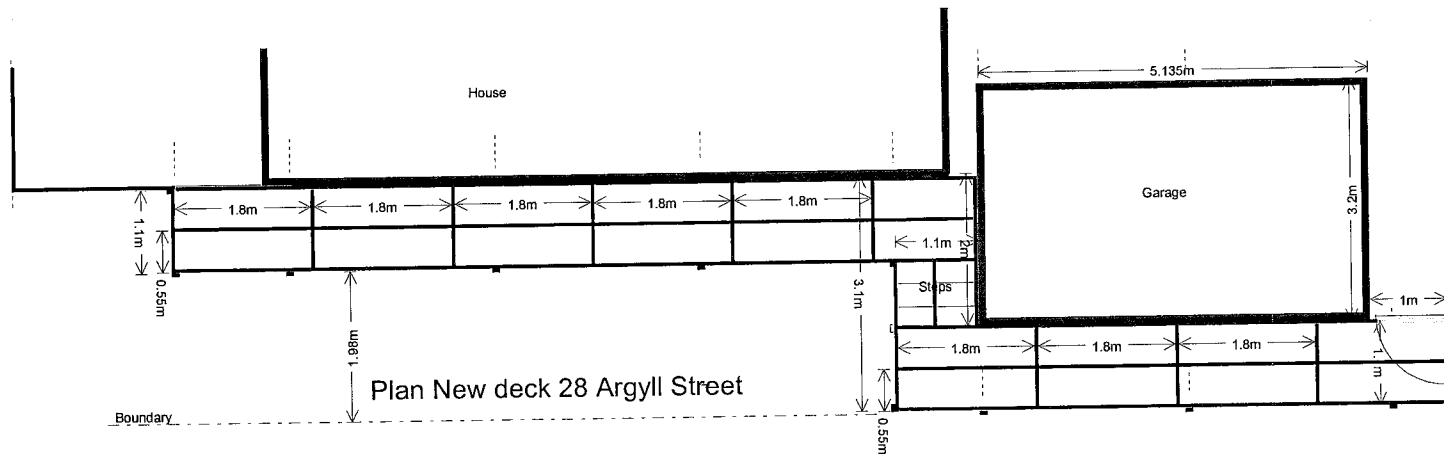 5.135m
House
Garage
3.2m
1.8m
1.8m
1.8m
1.8m
1.8m
1.1m
0.55m
1.1m
2m
Steps
3.1m
1m
1.98m
1.8m
1.8m
1.8m
1.1m
Plan New deck 28 Argyll Street
Boundary
0.55m